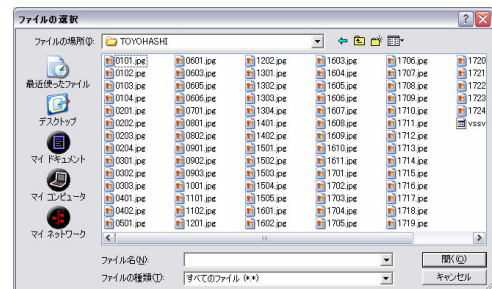 ファイルの選択
ファイルの場所(I):
TOYOHASHI
最近使ったファイル
デスクトップ
マイ ドキュメント
マイ コンピュータ
マイ ネットワーク
0101.jpg 0601.jpg 1202.jpg 1603.jpg 1706.jpg 1720
0102.jpg 0603.jpg 1301.jpg 1604.jpg 1707.jpg 1721
0103.jpg 0605.jpg 1302.jpg 1605.jpg 1708.jpg 1722
0104.jpg 0606.jpg 1303.jpg 1606.jpg 1709.jpg 1723
0201.jpg 0701.jpg 1304.jpg 1607.jpg 1710.jpg 1724
0202.jpg 0801.jpg 1401.jpg 1608.jpg 1711.jpg vssv
0203.jpg 0802.jpg 1402.jpg 1609.jpg 1712.jpg
0204.jpg 0901.jpg 1501.jpg 1610.jpg 1713.jpg
0301.jpg 0902.jpg 1502.jpg 1611.jpg 1714.jpg
0302.jpg 0903.jpg 1503.jpg 1701.jpg 1715.jpg
0303.jpg 1001.jpg 1504.jpg 1702.jpg 1716.jpg
0401.jpg 1101.jpg 1505.jpg 1703.jpg 1717.jpg
0402.jpg 1102.jpg 1601.jpg 1704.jpg 1718.jpg
0501.jpg 1201.jpg 1602.jpg 1705.jpg 1719.jpg
ファイル名(N):
開く(O)
ファイルの種類(T):
すべてのファイル (*.*)
キャンセル